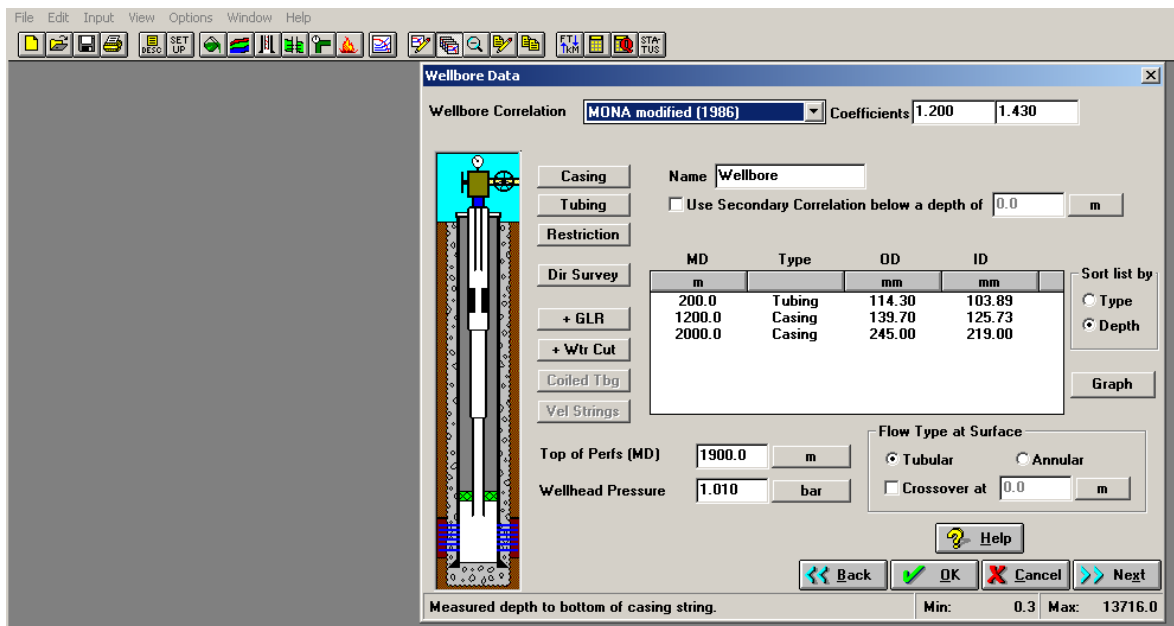 File Edit Input View Options Window Help
DESC SET UP FT↓ ↑KM STA- TUS
Wellbore Data
Wellbore Correlation MONA modified (1986) Coefficients 1.200 1.430
Casing Name Wellbore
Tubing Use Secondary Correlation below a depth of 0.0 m
Restriction
MD Type OD ID
Dir Survey m mm mm Sort list by
200.0 Tubing 114.30 103.89 Type
+ GLR 1200.0 Casing 139.70 125.73
2000.0 Casing 245.00 219.00 Depth
+ Wtr Cut
Coiled Tbg Graph
Vel Strings
Flow Type at Surface
Top of Perfs (MD) 1900.0 m Tubular Annular
Wellhead Pressure 1.010 bar Crossover at 0.0 m
Help
Back OK Cancel Next
Measured depth to bottom of casing string. Min: 0.3 Max: 13716.0